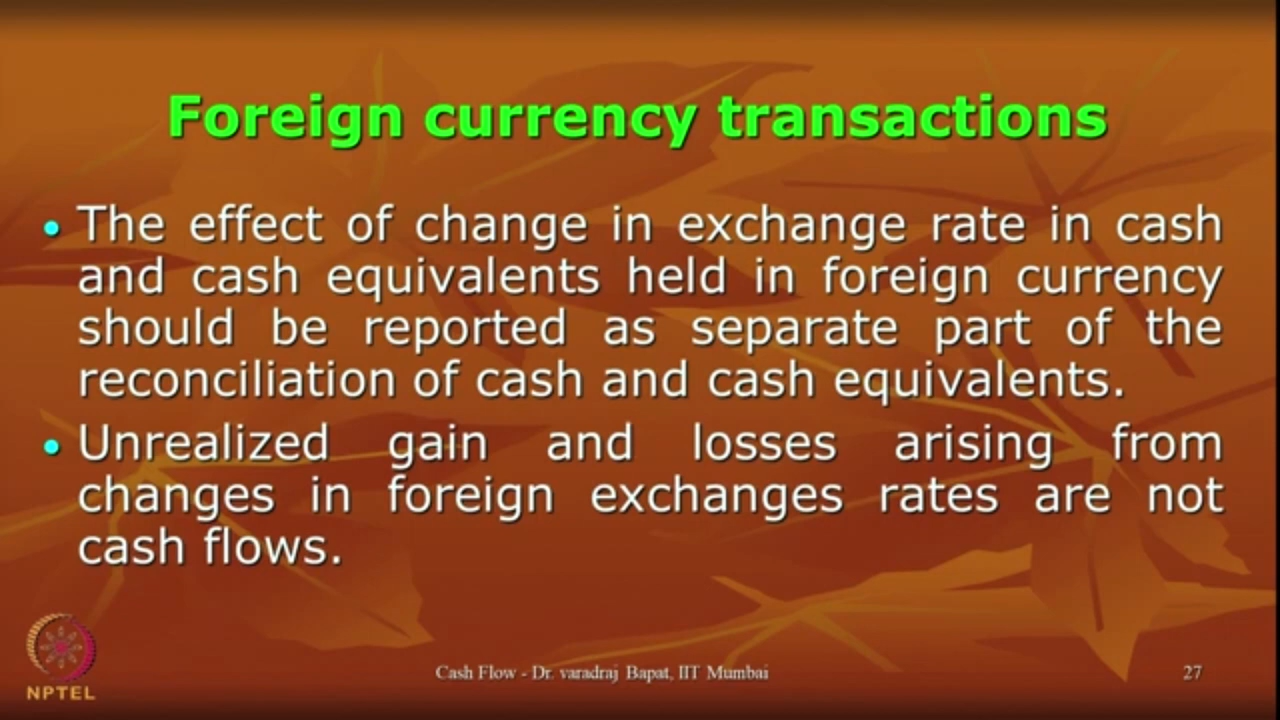 Foreign currency transactions
• The effect of change in exchange rate in cash
and cash equivalents held in foreign currency
should be reported as separate part of the
reconciliation of cash and cash equivalents.
• Unrealized gain and losses arising from
changes in foreign exchanges rates are not
cash flows.
NPTEL
Cash Flow - Dr. varadraj Bapat, IIT Mumbai
27